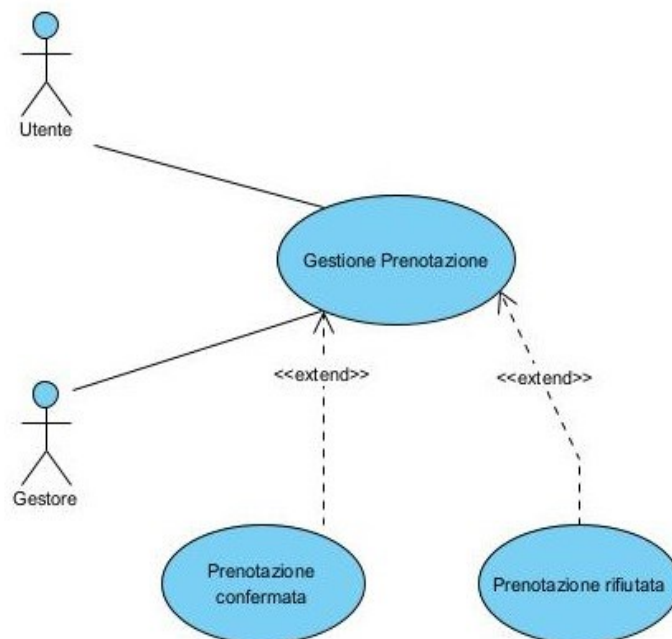 Utente
Gestione Prenotazione
<<extend>>
<<extend>>
Gestore
Prenotazione
confermata
Prenotazione rifiutata